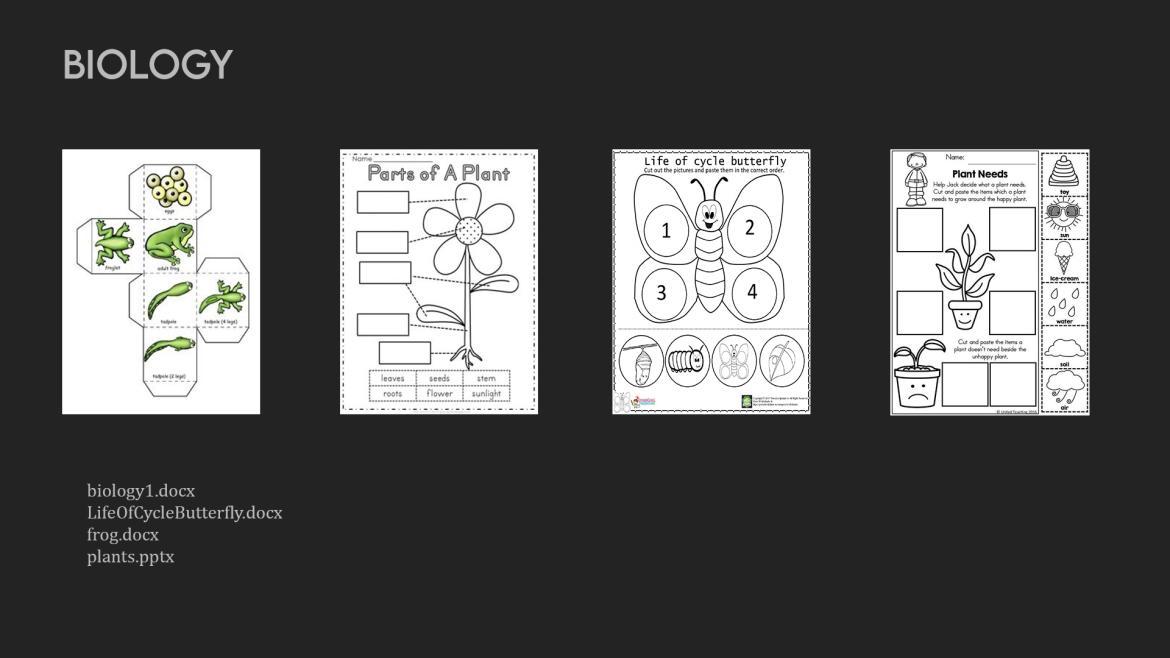 BIOLOGY
eggs
froglet
adult frog
tadpole
tadpole (4 legs)
tadpole (2 legs)
Name
Parts of A Plant
leaves seeds stem
roots flower sunlight
Life of cycle butterfly
Cut out the pictures and paste them in the correct order.
1
2
3
4
Name:
Plant Needs
Help Jack decide what a plant needs.
Cut and paste the items which a plant
needs to grow around the happy plant.
toy
sun
ice-cream
water
soil
air
Cut and paste the items a
plant doesn't need beside the
unhappy plant.
biology1.docx
LifeOfCycleButterfly.docx
frog.docx
plants.pptx